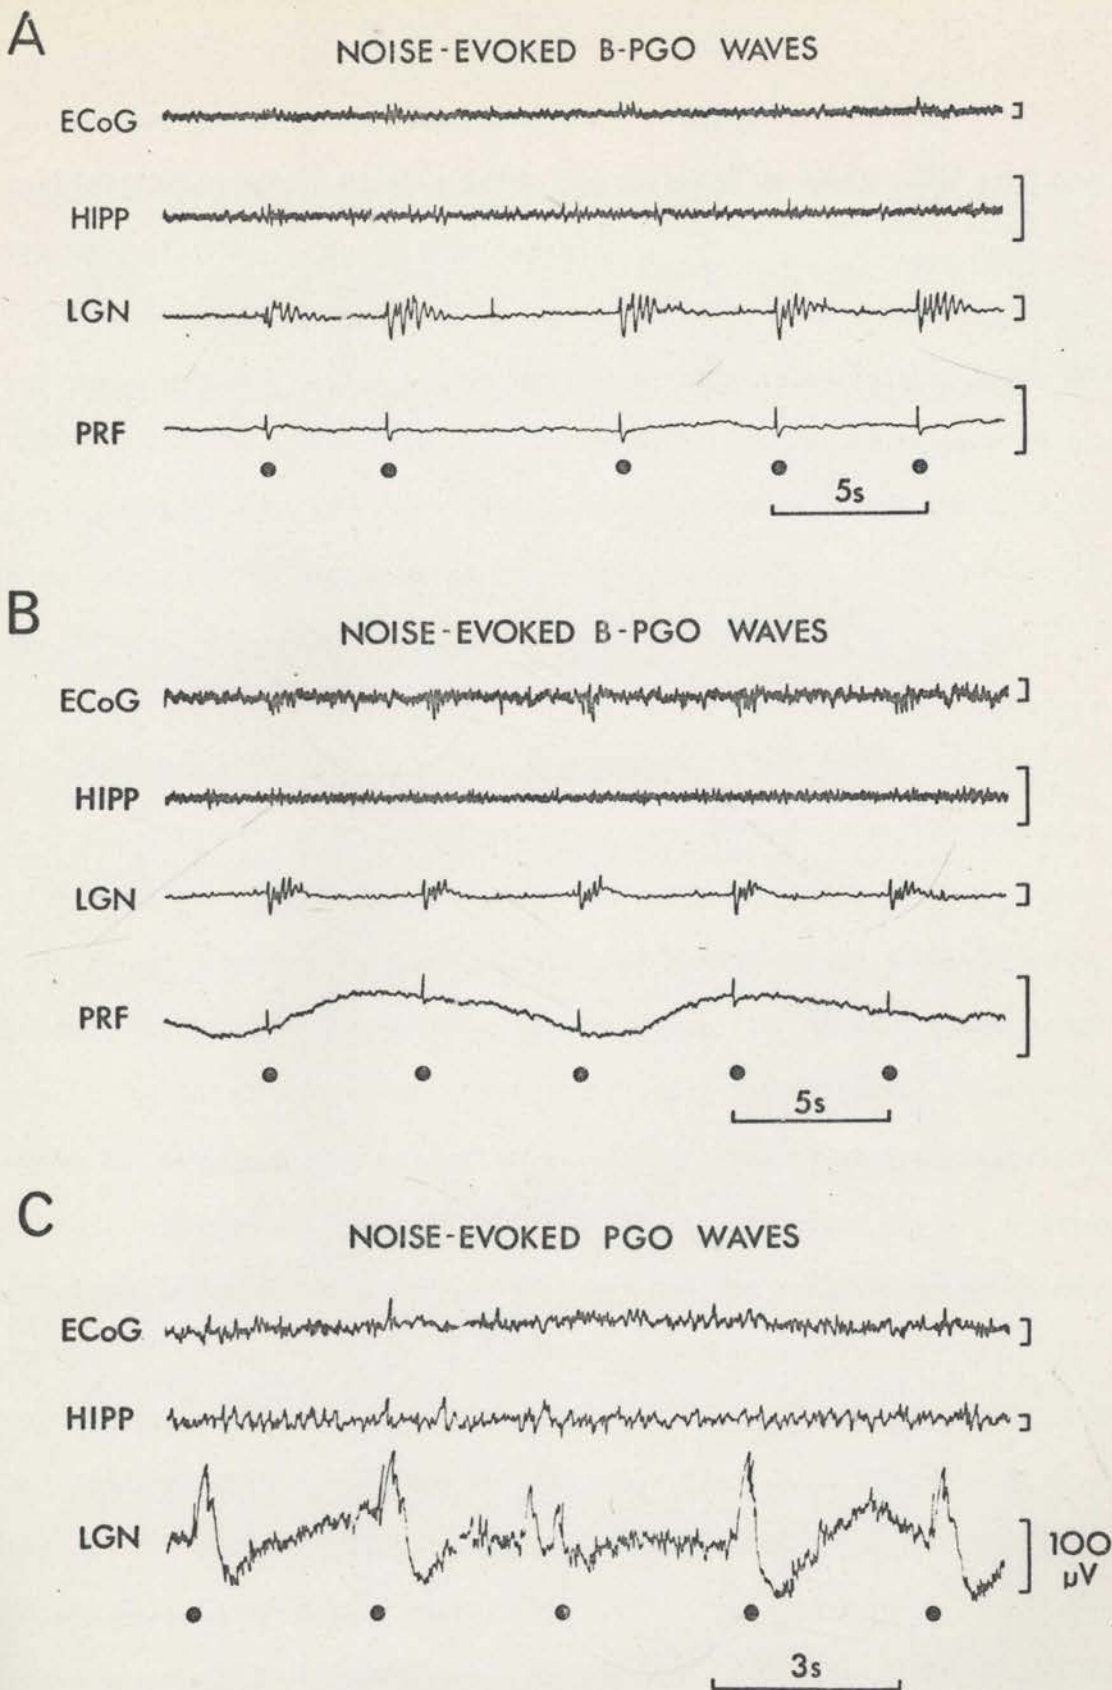 A
NOISE-EVOKED B-PGO WAVES
ECoG
HIPP
LGN
PRF
5s
B
NOISE-EVOKED B-PGO WAVES
ECoG
HIPP
LGN
PRF
5s
C
NOISE-EVOKED PGO WAVES
ECoG
HIPP
LGN
100
μV
3s